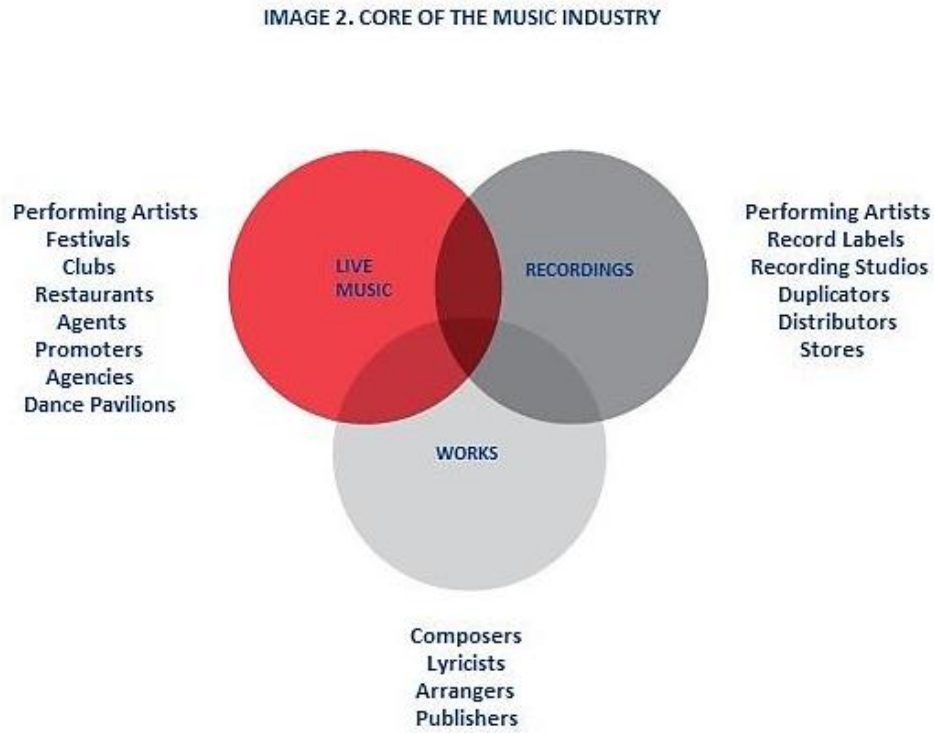 IMAGE 2. CORE OF THE MUSIC INDUSTRY
Performing Artists
Festivals
Clubs
Restaurants
Agents
Promoters
Agencies
Dance Pavilions
LIVE
MUSIC
RECORDINGS
Performing Artists
Record Labels
Recording Studios
Duplicators
Distributors
Stores
WORKS
Composers
Lyricists
Arrangers
Publishers